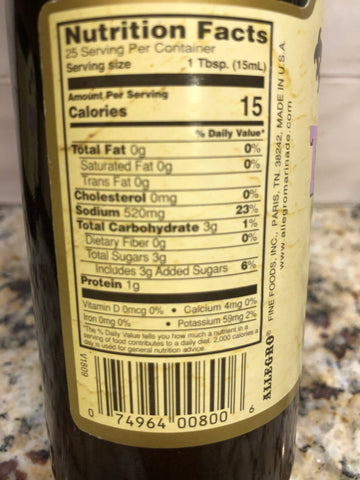 Nutrition Facts
25 Serving Per Container
Serving size 1 Tbsp. (15mL)
Amount Per Serving
Calories 15
% Daily Value*
Total Fat 0g 0%
Saturated Fat 0g 0%
Trans Fat 0g
Cholesterol 0mg 0%
Sodium 520mg 23%
Total Carbohydrate 3g 1%
Dietary Fiber 0g 0%
Total Sugars 3g
Includes 3g Added Sugars 6%
Protein 1g
Vitamin D 0mcg 0% • Calcium 4mg 0%
Iron 0mg 0% • Potassium 59mg 2%
*The % Daily Value tells you how much a nutrient in a
serving of food contributes to a daily diet. 2,000 calories a
day is used for general nutrition advice.
V1809
0 74964 00800 6
ALLEGRO® FINE FOODS, INC., PARIS, TN. 38242, MADE IN U.S.A.
www.allegromarinade.com